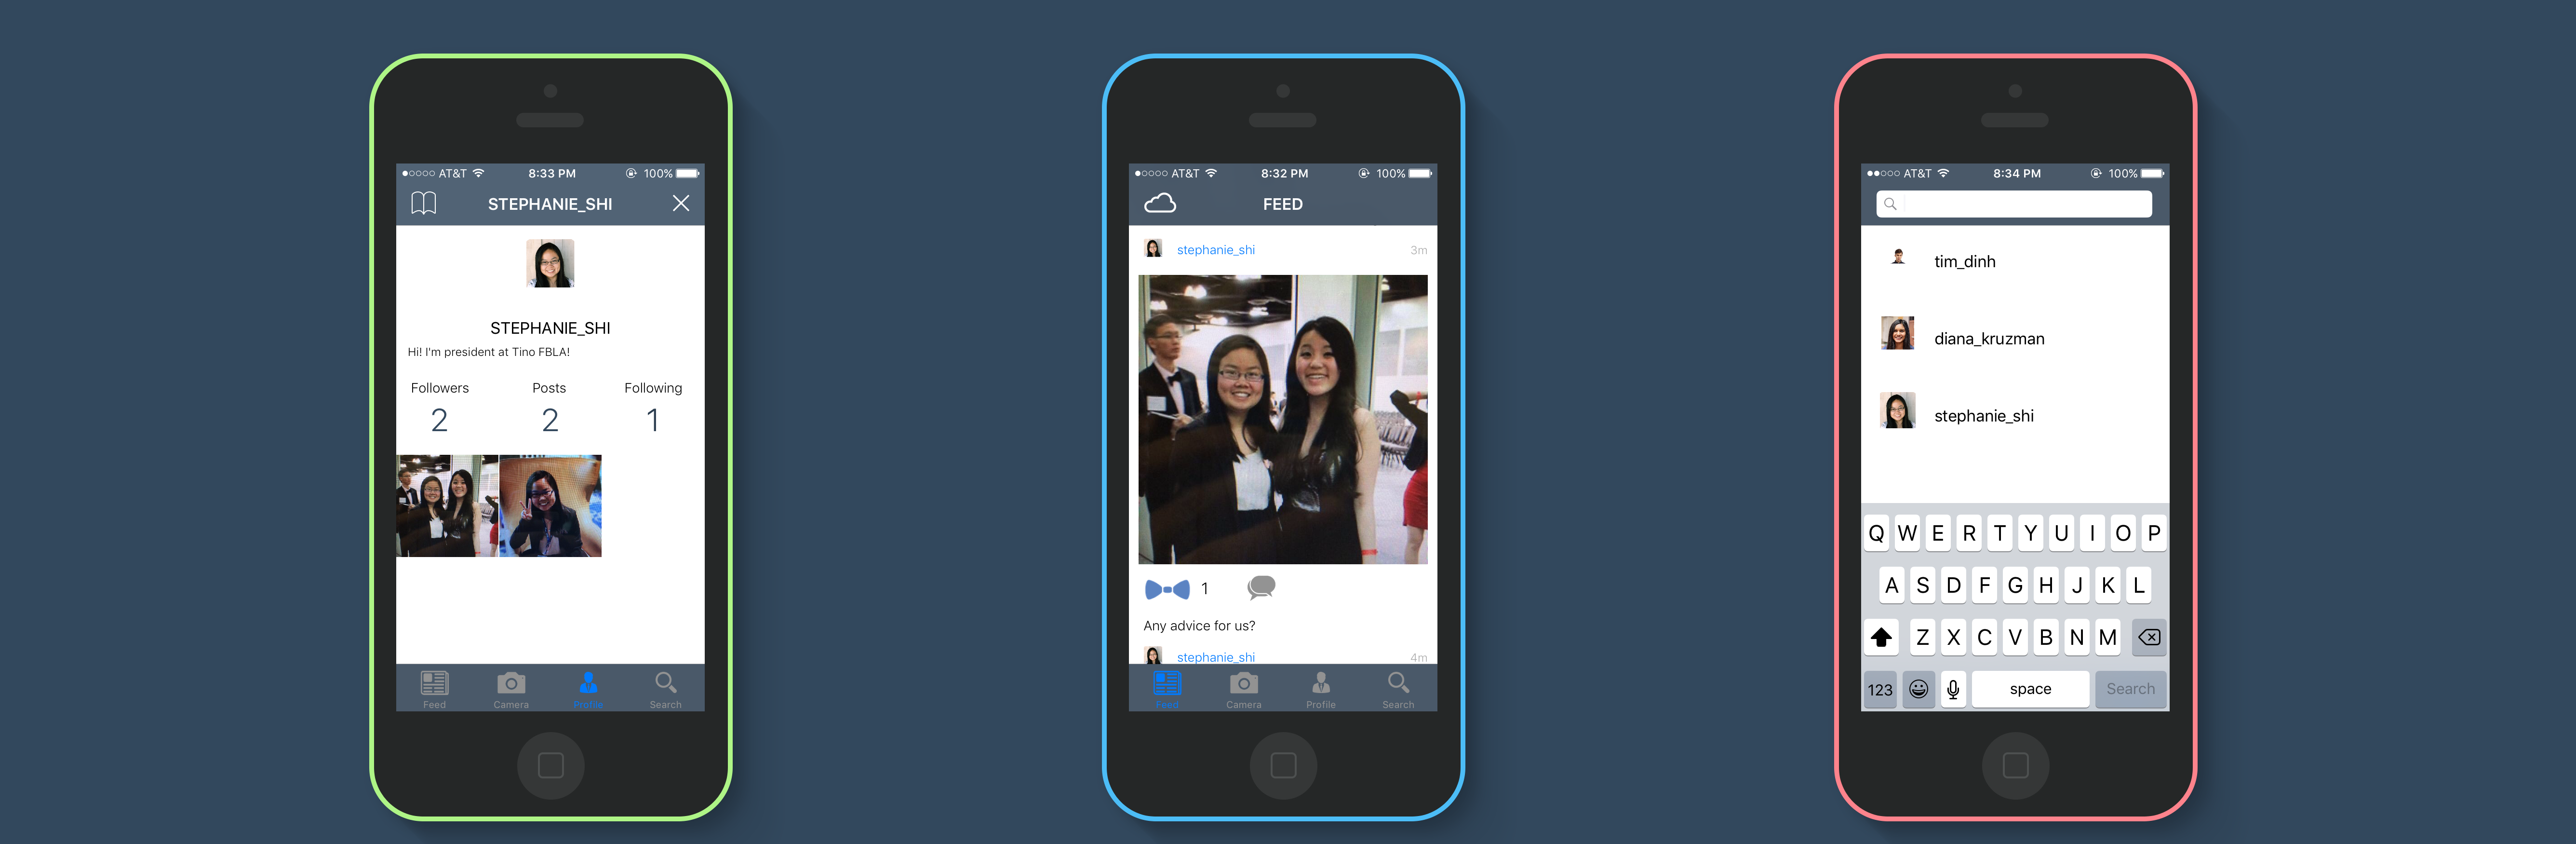 AT&T 8:33 PM 100%
STEPHANIE_SHI
STEPHANIE_SHI
Hi! I'm president at Tino FBLA!
Followers Posts Following
2 2 1
Feed Camera Profile Search
AT&T 8:32 PM 100%
FEED
stephanie_shi 3m
1
Any advice for us?
stephanie_shi 4m
Feed Camera Profile Search
AT&T 8:34 PM 100%
tim_dinh
diana_kruzman
stephanie_shi
Q W E R T Y U I O P
A S D F G H J K L
Z X C V B N M
123 space Search